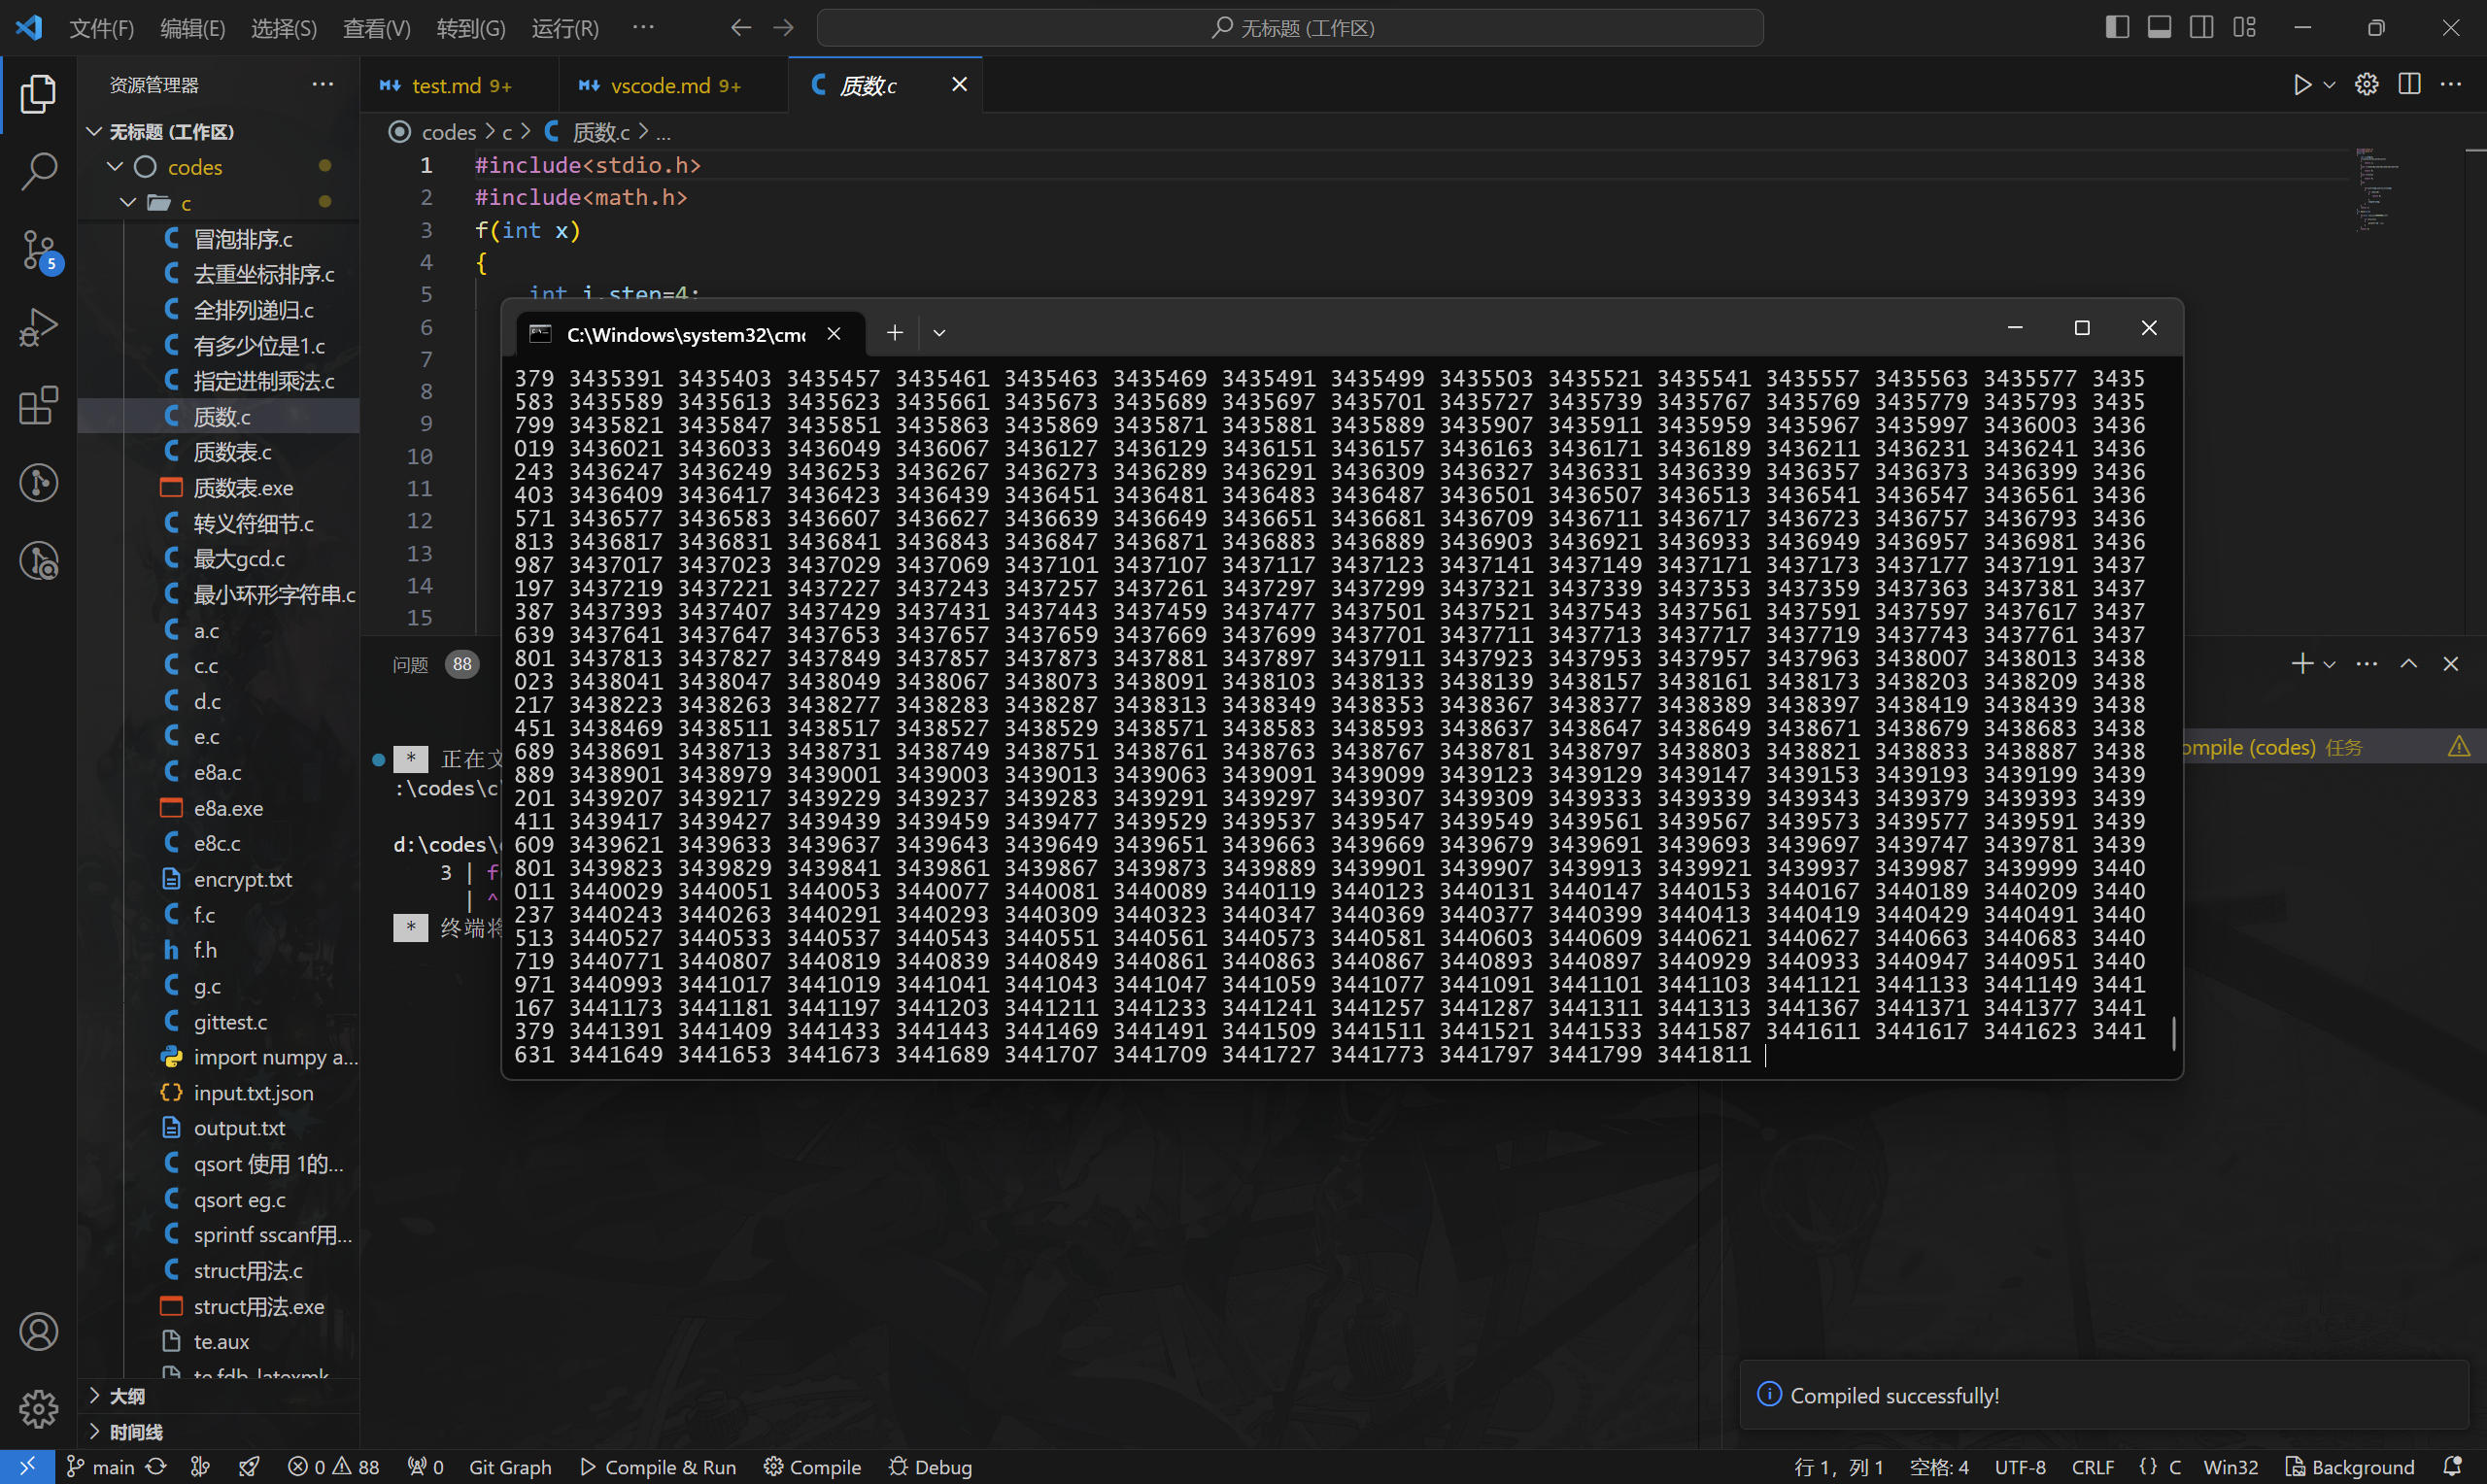 文件(F) 编辑(E) 选择(S) 查看(V) 转到(G) 运行(R) ··· 无标题 (工作区)
资源管理器 ···
无标题 (工作区)
codes
c
冒泡排序.c
去重坐标排序.c
全排列递归.c
有多少位是1.c
指定进制乘法.c
质数.c
质数表.c
质数表.exe
转义符细节.c
最大gcd.c
最小环形字符串.c
a.c
c.c
d.c
e.c
e8a.c
e8a.exe
e8c.c
encrypt.txt
f.c
f.h
g.c
gittest.c
import numpy a...
input.txt.json
output.txt
qsort 使用 1的...
qsort eg.c
sprintf sscanf用...
struct用法.c
struct用法.exe
te.aux
te.fdb_latexmk
大纲
时间线
5
test.md 9+ vscode.md 9+ 质数.c
codes > c > 质数.c > ...
1 #include<stdio.h>
2 #include<math.h>
3 f(int x)
4 {
5 int i,step=4;
6
7
8
9
10
11
12
13
14
15
C:\Windows\system32\cmd
379 3435391 3435403 3435457 3435461 3435463 3435469 3435491 3435499 3435503 3435521 3435541 3435557 3435563 3435577 3435
583 3435589 3435613 3435623 3435661 3435673 3435689 3435697 3435701 3435727 3435739 3435767 3435769 3435779 3435793 3435
799 3435821 3435847 3435851 3435863 3435869 3435871 3435881 3435889 3435907 3435911 3435959 3435967 3435997 3436003 3436
019 3436021 3436033 3436049 3436067 3436127 3436129 3436151 3436157 3436163 3436171 3436189 3436211 3436231 3436241 3436
243 3436247 3436249 3436253 3436267 3436273 3436289 3436291 3436309 3436327 3436331 3436339 3436357 3436373 3436399 3436
403 3436409 3436417 3436423 3436439 3436451 3436481 3436483 3436487 3436501 3436507 3436513 3436541 3436547 3436561 3436
571 3436577 3436583 3436607 3436627 3436639 3436649 3436651 3436681 3436709 3436711 3436717 3436723 3436757 3436793 3436
813 3436817 3436831 3436841 3436843 3436847 3436871 3436883 3436889 3436903 3436921 3436933 3436949 3436957 3436981 3436
987 3437017 3437023 3437029 3437069 3437101 3437107 3437117 3437123 3437141 3437149 3437171 3437173 3437177 3437191 3437
197 3437219 3437221 3437227 3437243 3437257 3437261 3437297 3437299 3437321 3437339 3437353 3437359 3437363 3437381 3437
387 3437393 3437407 3437429 3437431 3437443 3437459 3437477 3437501 3437521 3437543 3437561 3437591 3437597 3437617 3437
639 3437641 3437647 3437653 3437657 3437659 3437669 3437699 3437701 3437711 3437713 3437717 3437719 3437743 3437761 3437
801 3437813 3437827 3437849 3437857 3437873 3437881 3437897 3437911 3437923 3437953 3437957 3437963 3438007 3438013 3438
023 3438041 3438047 3438049 3438067 3438073 3438091 3438103 3438133 3438139 3438157 3438161 3438173 3438203 3438209 3438
217 3438223 3438263 3438277 3438283 3438287 3438313 3438349 3438353 3438367 3438377 3438389 3438397 3438419 3438439 3438
451 3438469 3438511 3438517 3438527 3438529 3438571 3438583 3438593 3438637 3438647 3438649 3438671 3438679 3438683 3438
689 3438691 3438713 3438731 3438749 3438751 3438761 3438763 3438767 3438781 3438797 3438803 3438821 3438833 3438887 3438
889 3438901 3438979 3439001 3439003 3439013 3439063 3439091 3439099 3439123 3439129 3439147 3439153 3439193 3439199 3439
201 3439207 3439217 3439229 3439237 3439283 3439291 3439297 3439307 3439309 3439333 3439339 3439343 3439379 3439393 3439
411 3439417 3439427 3439439 3439459 3439477 3439529 3439537 3439547 3439549 3439561 3439567 3439573 3439577 3439591 3439
609 3439621 3439633 3439637 3439643 3439649 3439651 3439663 3439669 3439679 3439691 3439693 3439697 3439747 3439781 3439
801 3439823 3439829 3439841 3439861 3439867 3439873 3439889 3439901 3439907 3439913 3439921 3439937 3439987 3439999 3440
011 3440029 3440051 3440053 3440077 3440081 3440089 3440119 3440123 3440131 3440147 3440153 3440167 3440189 3440209 3440
237 3440243 3440263 3440291 3440293 3440309 3440323 3440347 3440369 3440377 3440399 3440413 3440419 3440429 3440491 3440
513 3440527 3440533 3440537 3440543 3440551 3440561 3440573 3440581 3440603 3440609 3440621 3440627 3440663 3440683 3440
719 3440771 3440807 3440819 3440839 3440849 3440861 3440863 3440867 3440893 3440897 3440929 3440933 3440947 3440951 3440
971 3440993 3441017 3441019 3441041 3441043 3441047 3441059 3441077 3441091 3441101 3441103 3441121 3441133 3441149 3441
167 3441173 3441181 3441197 3441203 3441211 3441233 3441241 3441257 3441287 3441311 3441313 3441367 3441371 3441377 3441
379 3441391 3441409 3441433 3441443 3441469 3441491 3441509 3441511 3441521 3441533 3441587 3441611 3441617 3441623 3441
631 3441649 3441653 3441673 3441689 3441707 3441709 3441727 3441773 3441797 3441799 3441811
问题 88
* 正在文
:\codes\c
d:\codes\
3 | f
| ^
* 终端将
ompile (codes) 任务
Compiled successfully!
main 0 88 0 Git Graph Compile & Run Compile Debug 行 1, 列 1 空格: 4 UTF-8 CRLF {} C Win32 Background